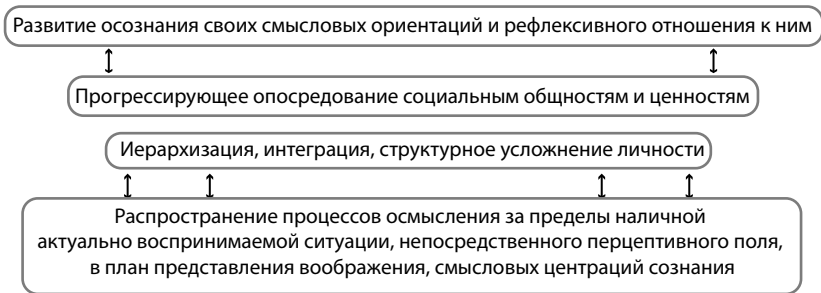 Развитие осознания своих смысловых ориентаций и рефлексивного отношения к ним
Прогрессирующее опосредование социальным общностям и ценностям
Иерархизация, интеграция, структурное усложнение личности
Распространение процессов осмысления за пределы наличной
актуально воспринимаемой ситуации, непосредственного перцептивного поля,
в план представления воображения, смысловых центраций сознания